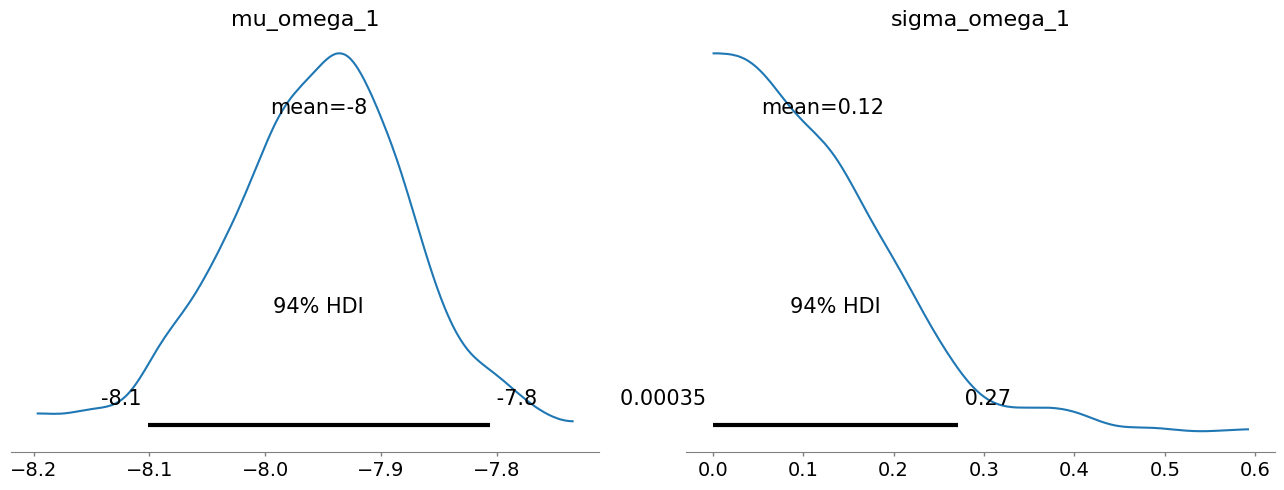 mu_omega_1
mean=-8
94% HDI
-8.1
-7.8
−8.2
−8.1
−8.0
−7.9
−7.8
sigma_omega_1
mean=0.12
94% HDI
0.00035
0.27
0.0
0.1
0.2
0.3
0.4
0.5
0.6